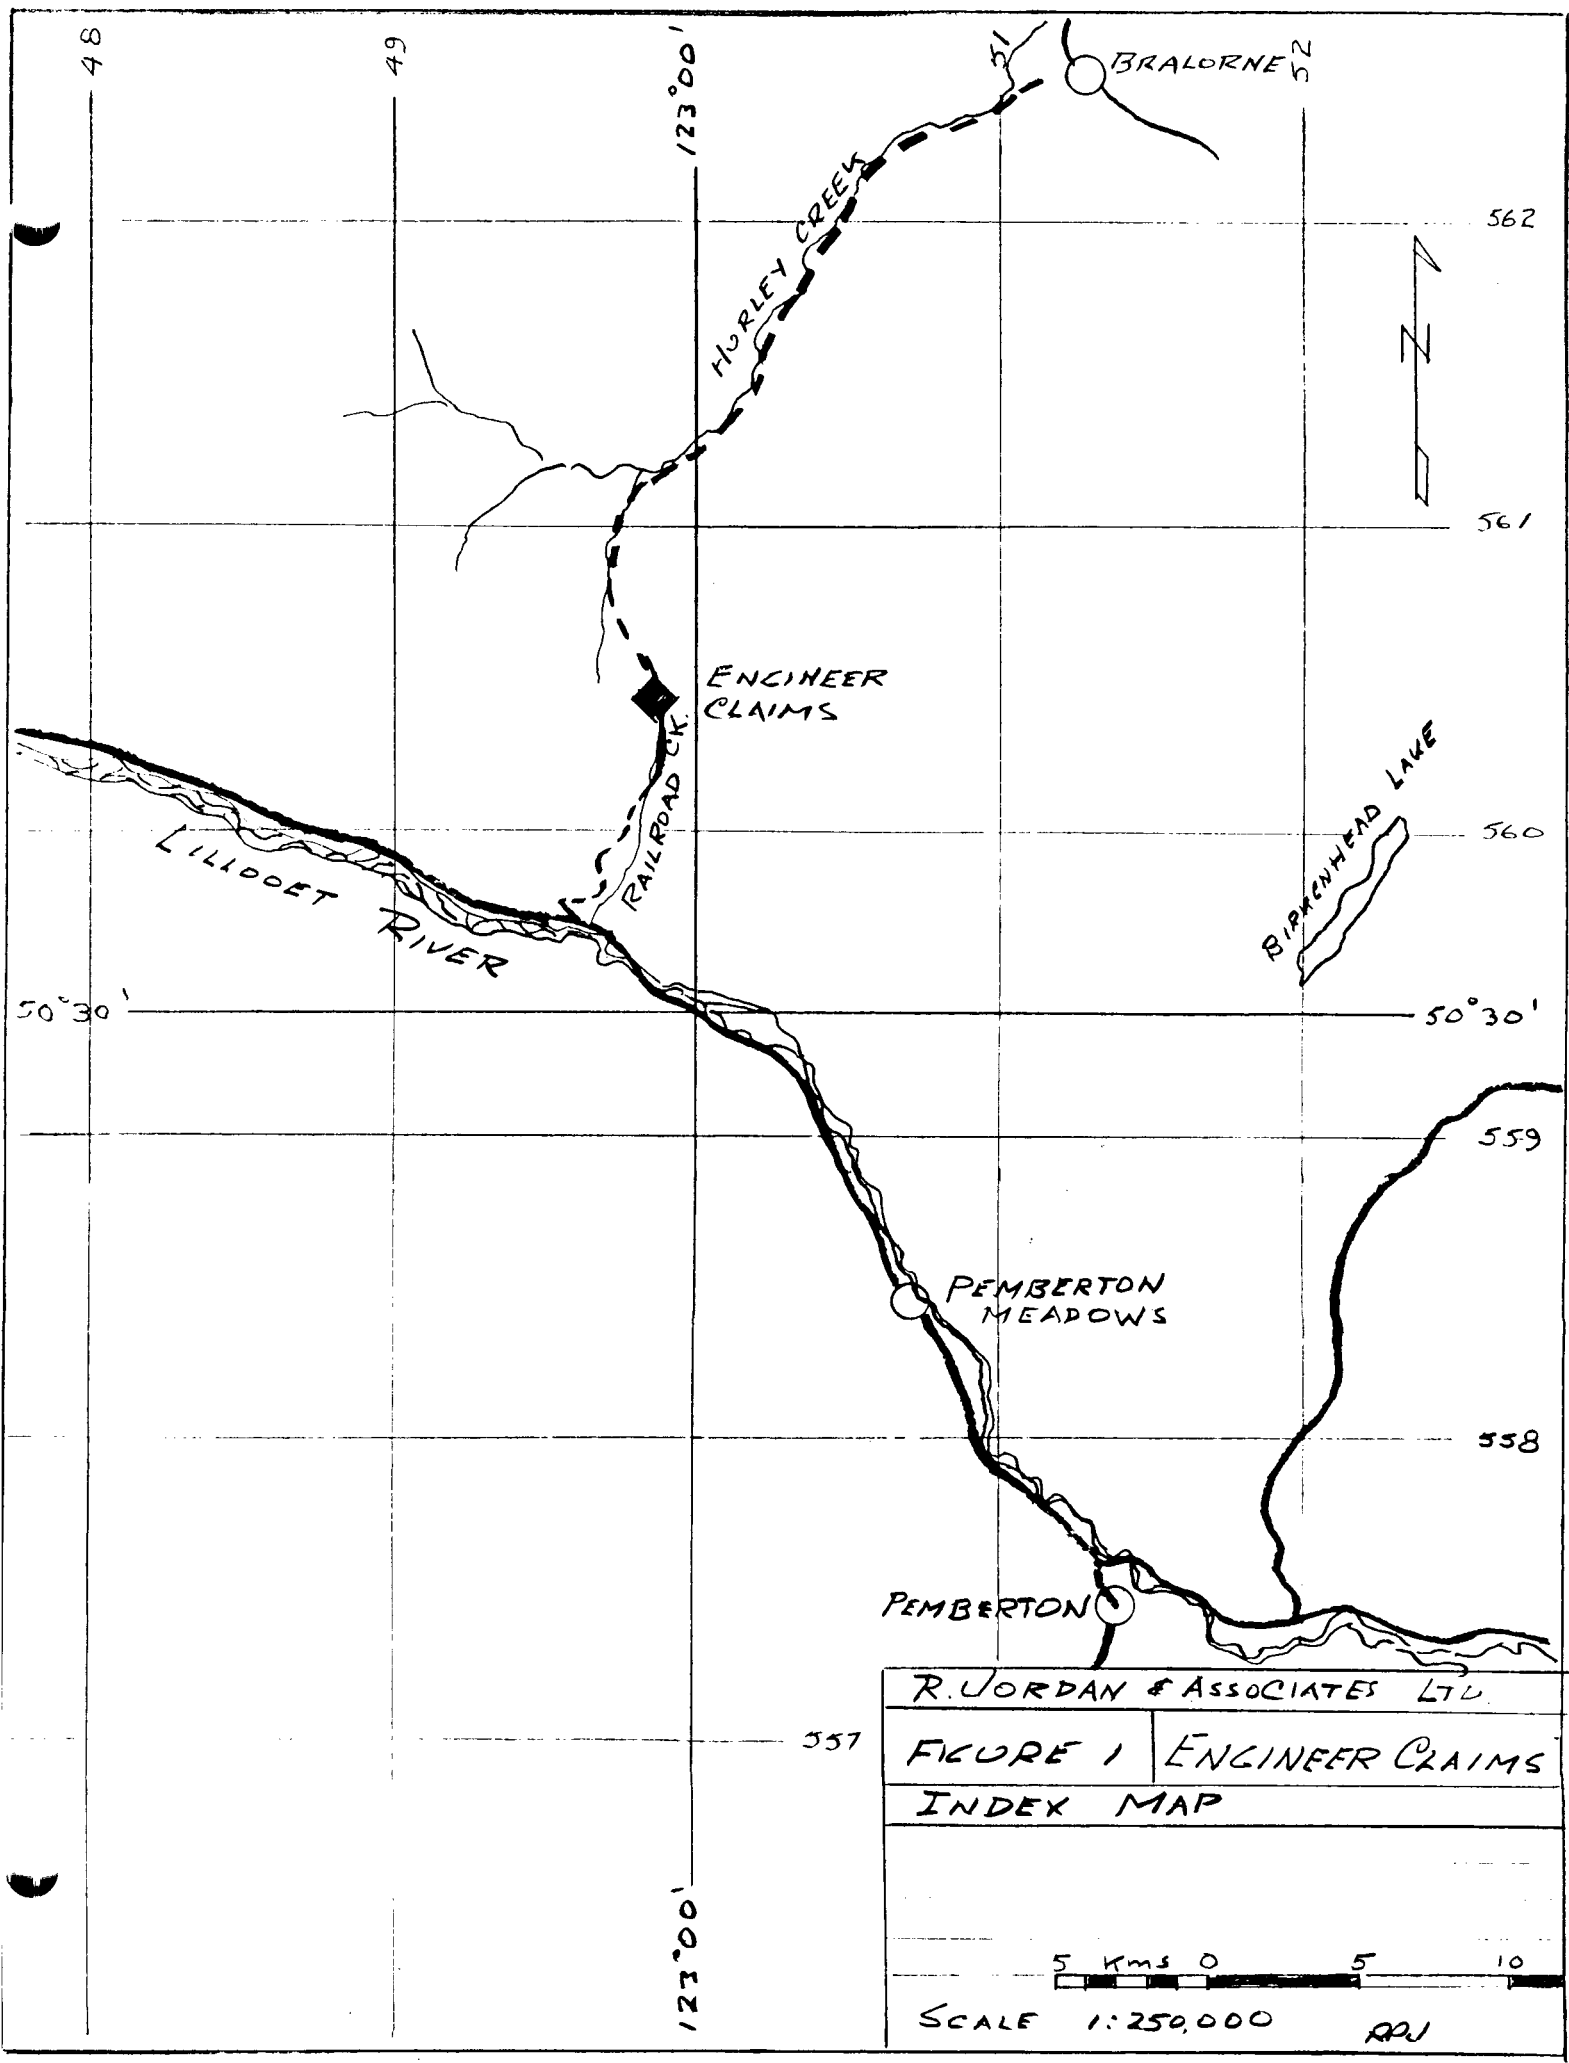 48
49
123°00'
51
BRALORNE
52
562
HURLEY CREEK
561
ENGINEER
CLAIMS
RAILROAD CK.
BIRKENHEAD LAKE
560
LILLOOET RIVER
50°30'
50°30'
559
PEMBERTON
MEADOWS
558
PEMBERTON
557
123°00'
R. JORDAN & ASSOCIATES LTD
FIGURE 1
ENGINEER CLAIMS
INDEX MAP
5 Kms 0 5 10
SCALE 1:250,000
RPJ